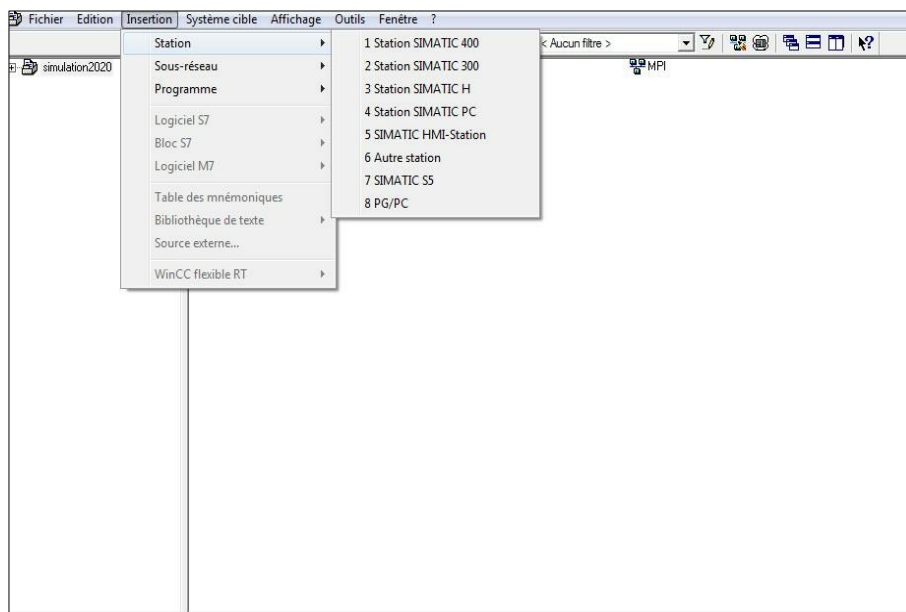 Fichier Edition Insertion Système cible Affichage Outils Fenêtre ?
< Aucun filtre >
simulation2020
MPI
Station
Sous-réseau
Programme
Logiciel S7
Bloc S7
Logiciel M7
Table des mnémoniques
Bibliothèque de texte
Source externe...
WinCC flexible RT
1 Station SIMATIC 400
2 Station SIMATIC 300
3 Station SIMATIC H
4 Station SIMATIC PC
5 SIMATIC HMI-Station
6 Autre station
7 SIMATIC S5
8 PG/PC